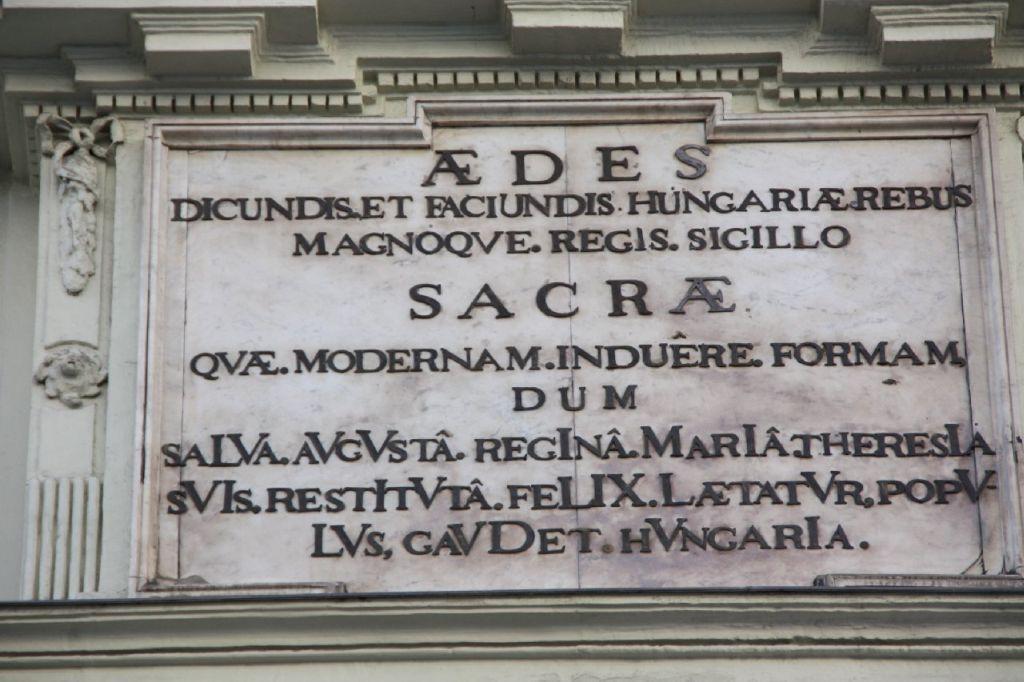 ÆDES
DICUNDIS.ET FACIUNDIS.HUNGARIÆ.REBUS
MAGNOQVE. REGIS. SIGILLO
SACRÆ
QVÆ. MODERNAM. INDUÊRE. FORMAM,
DUM
SALVA. AVGVSTÂ. REGINÂ. MARIÂ. THERESIA
SVIS. RESTITVTÂ. FELIX. LÆTATVR, POPV-
LVS, GAVDET. HVNGARIA.